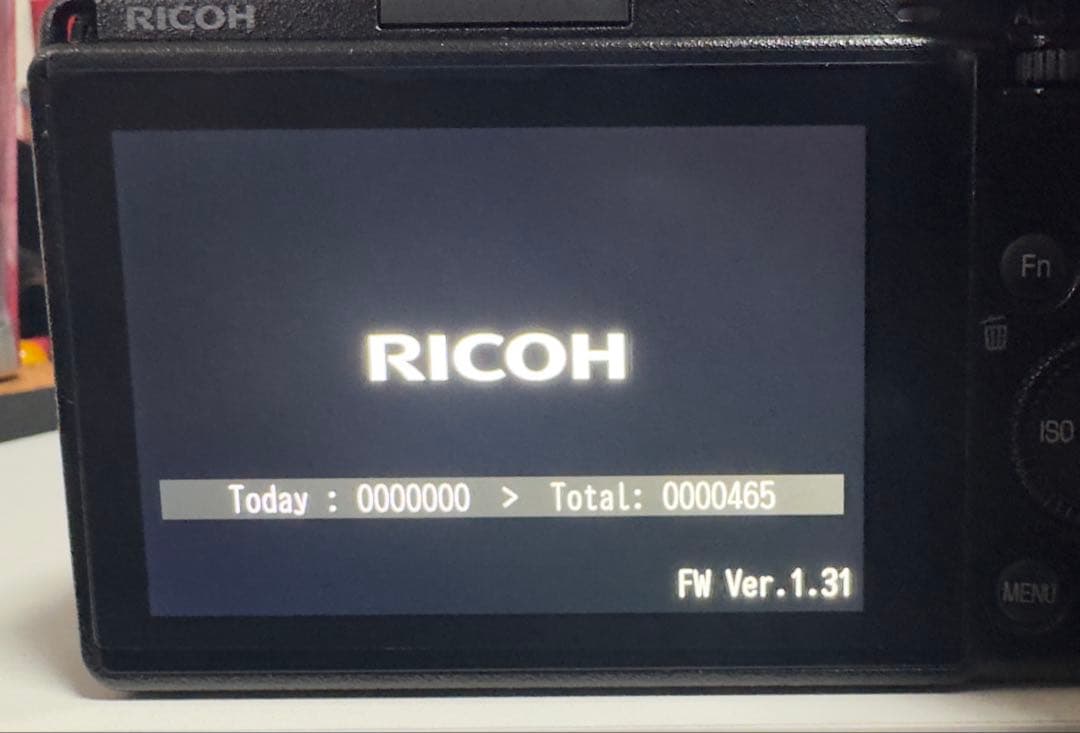 RICOH
Fn
RICOH
ISO
Today : 0000000 > Total: 0000465
FW Ver.1.31
MENU